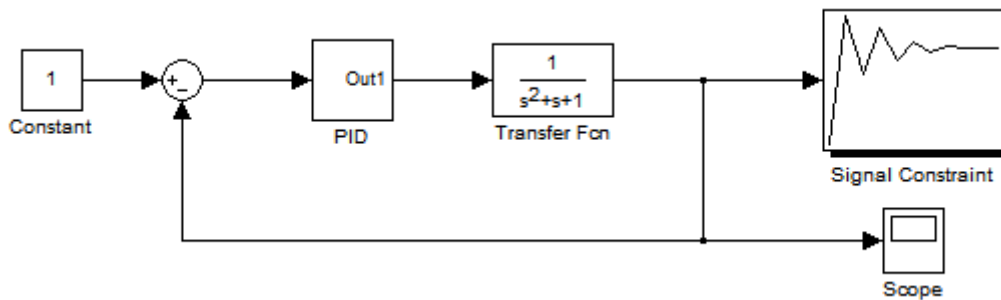 1
Constant
+
−
Out1
PID
1
s²+s+1
Transfer Fcn
Signal Constraint
Scope